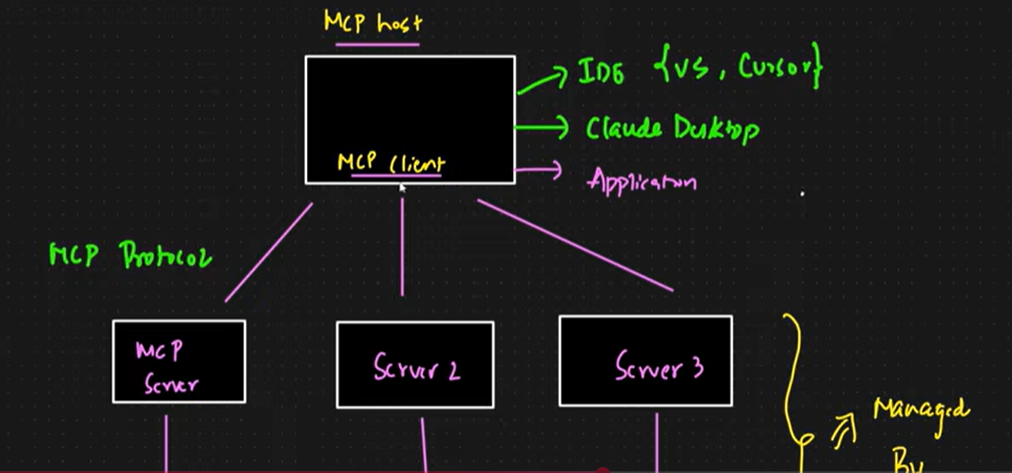 MCP host
IDE {VS, Cursor}
Claude Desktop
MCP Client
Application
MCP Protocol
MCP
Server
Server 2
Server 3
Managed
By